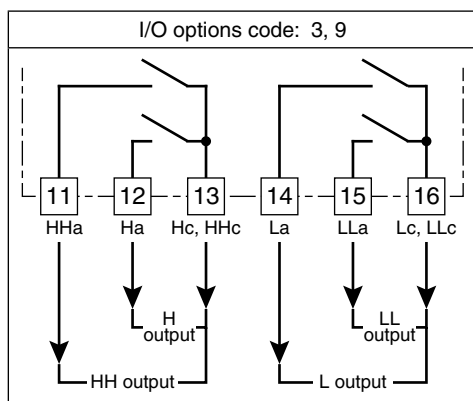 I/O options code: 3, 9
11 12 13 14 15 16
HHa Ha Hc, HHc La LLa Lc, LLc
H output
LL output
HH output
L output